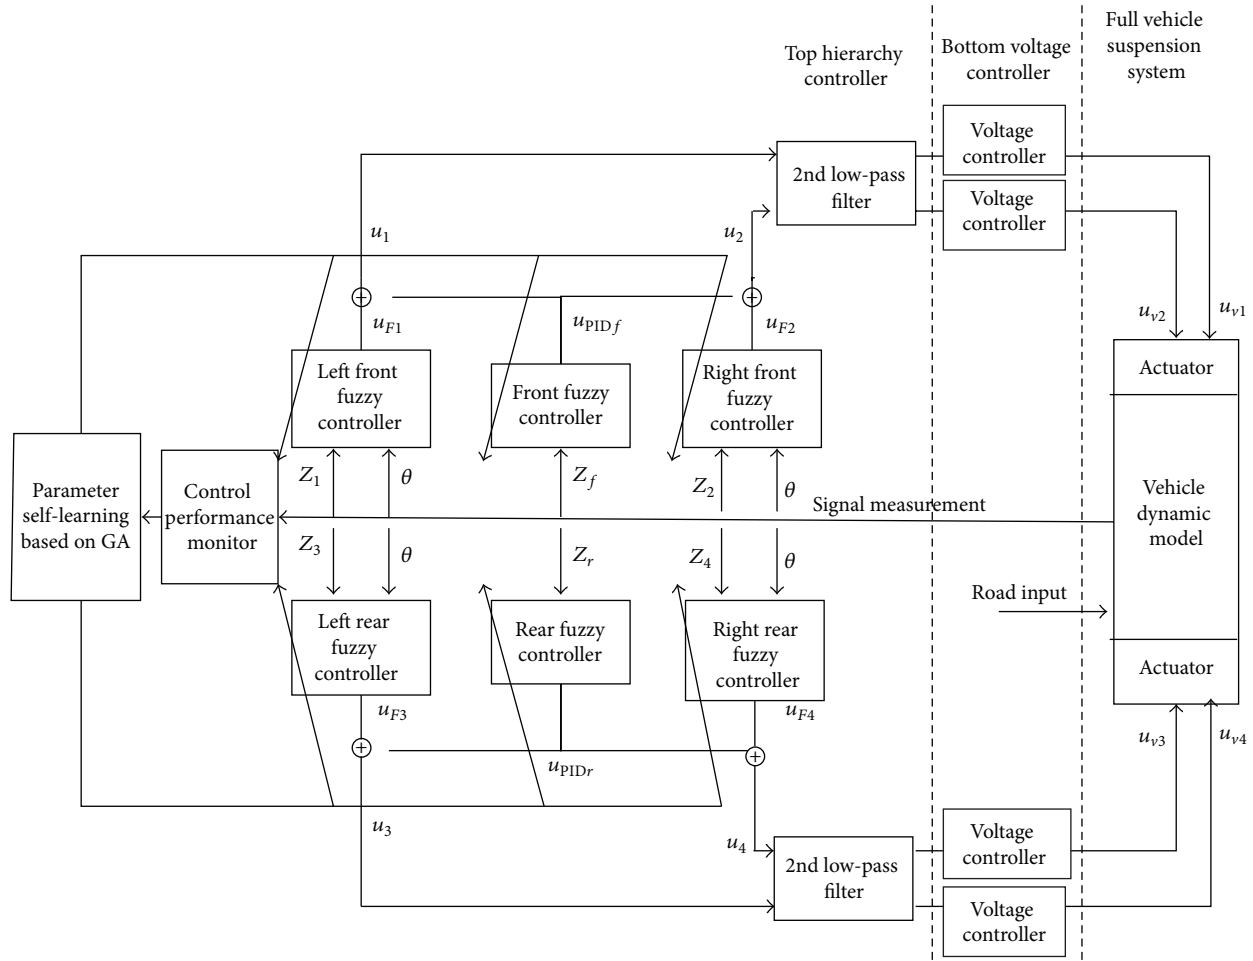 Top hierarchy
controller
Bottom voltage
controller
Full vehicle
suspension
system
Voltage
controller
2nd low-pass
filter
Voltage
controller
u1
u2
uF1
uPIDf
uF2
uv2
uv1
Left front
fuzzy
controller
Front fuzzy
controller
Right front
fuzzy
controller
Actuator
Parameter
self-learning
based on GA
Control
performance
monitor
Z1
θ
Zf
Z2
θ
Signal measurement
Vehicle
dynamic
model
Z3
θ
Zr
Z4
θ
Road input
Left rear
fuzzy
controller
Rear fuzzy
controller
Right rear
fuzzy
controller
Actuator
uF3
uPIDr
uF4
uv3
uv4
u3
u4
Voltage
controller
2nd low-pass
filter
Voltage
controller